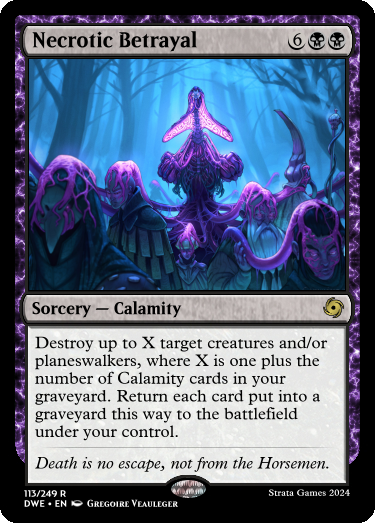 Necrotic Betrayal 6
Sorcery — Calamity
Destroy up to X target creatures and/or
planeswalkers, where X is one plus the
number of Calamity cards in your
graveyard. Return each card put into a
graveyard this way to the battlefield
under your control.
Death is no escape, not from the Horsemen.
113/249 R Strata Games 2024
DWE • EN Gregoire Veauleger